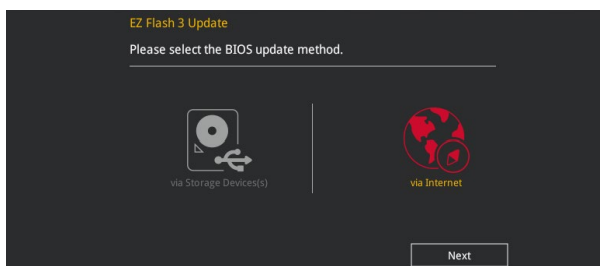 EZ Flash 3 Update
Please select the BIOS update method.
via Storage Devices(s)
via Internet
Next